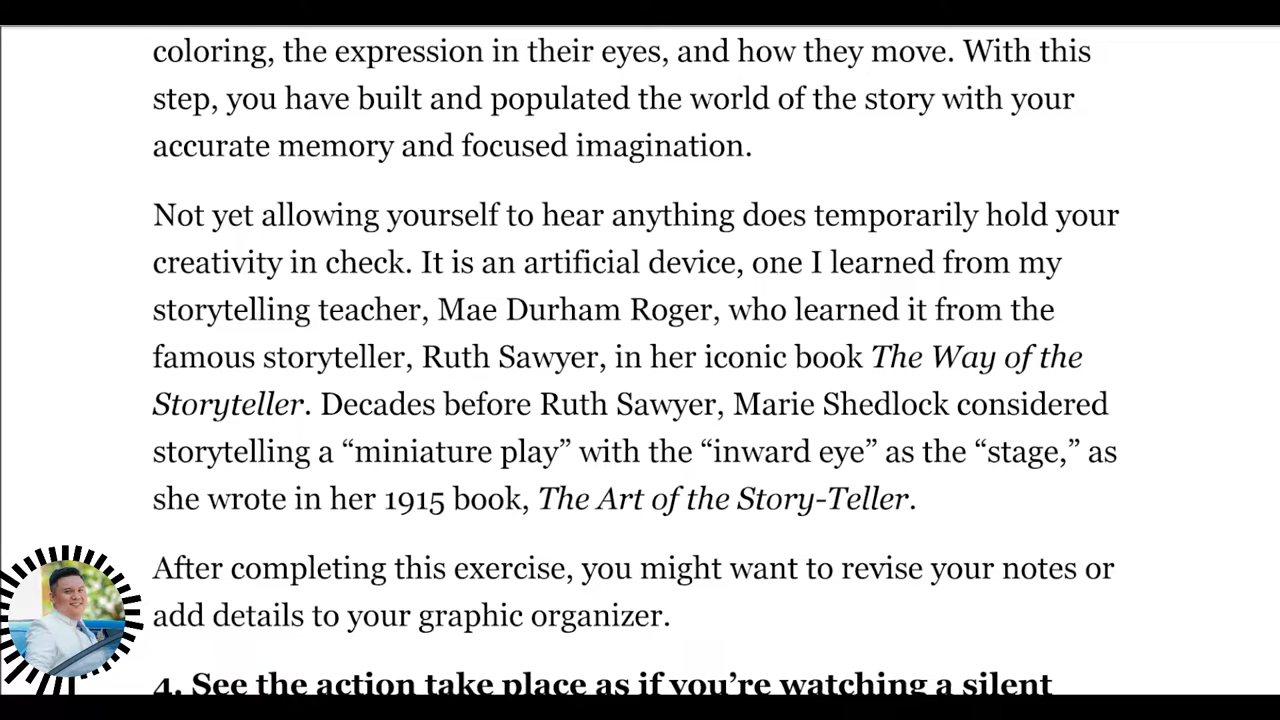 coloring, the expression in their eyes, and how they move. With this
step, you have built and populated the world of the story with your
accurate memory and focused imagination.
Not yet allowing yourself to hear anything does temporarily hold your
creativity in check. It is an artificial device, one I learned from my
storytelling teacher, Mae Durham Roger, who learned it from the
famous storyteller, Ruth Sawyer, in her iconic book The Way of the
Storyteller. Decades before Ruth Sawyer, Marie Shedlock considered
storytelling a “miniature play” with the “inward eye” as the “stage,” as
she wrote in her 1915 book, The Art of the Story-Teller.
After completing this exercise, you might want to revise your notes or
add details to your graphic organizer.
4. See the action take place as if you’re watching a silent